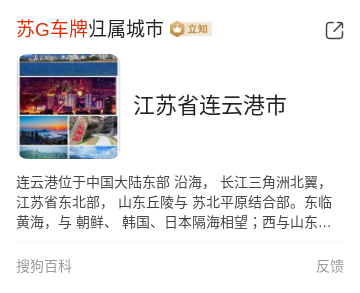 苏G车牌归属城市 立知
江苏省连云港市
连云港位于中国大陆东部 沿海， 长江三角洲北翼，
江苏省东北部， 山东丘陵与 苏北平原结合部。东临
黄海，与 朝鲜、 韩国、日本隔海相望；西与山东…
搜狗百科 反馈